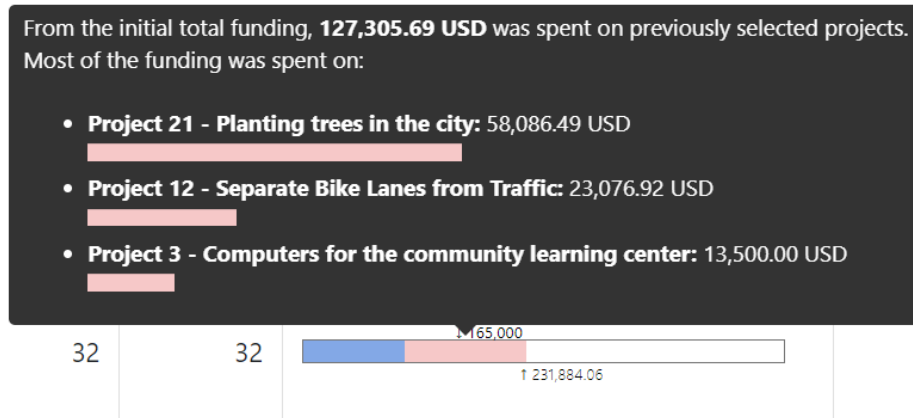 From the initial total funding, 127,305.69 USD was spent on previously selected projects.
Most of the funding was spent on:
• Project 21 - Planting trees in the city: 58,086.49 USD
• Project 12 - Separate Bike Lanes from Traffic: 23,076.92 USD
• Project 3 - Computers for the community learning center: 13,500.00 USD
32 32 165,000
↑ 231,884.06